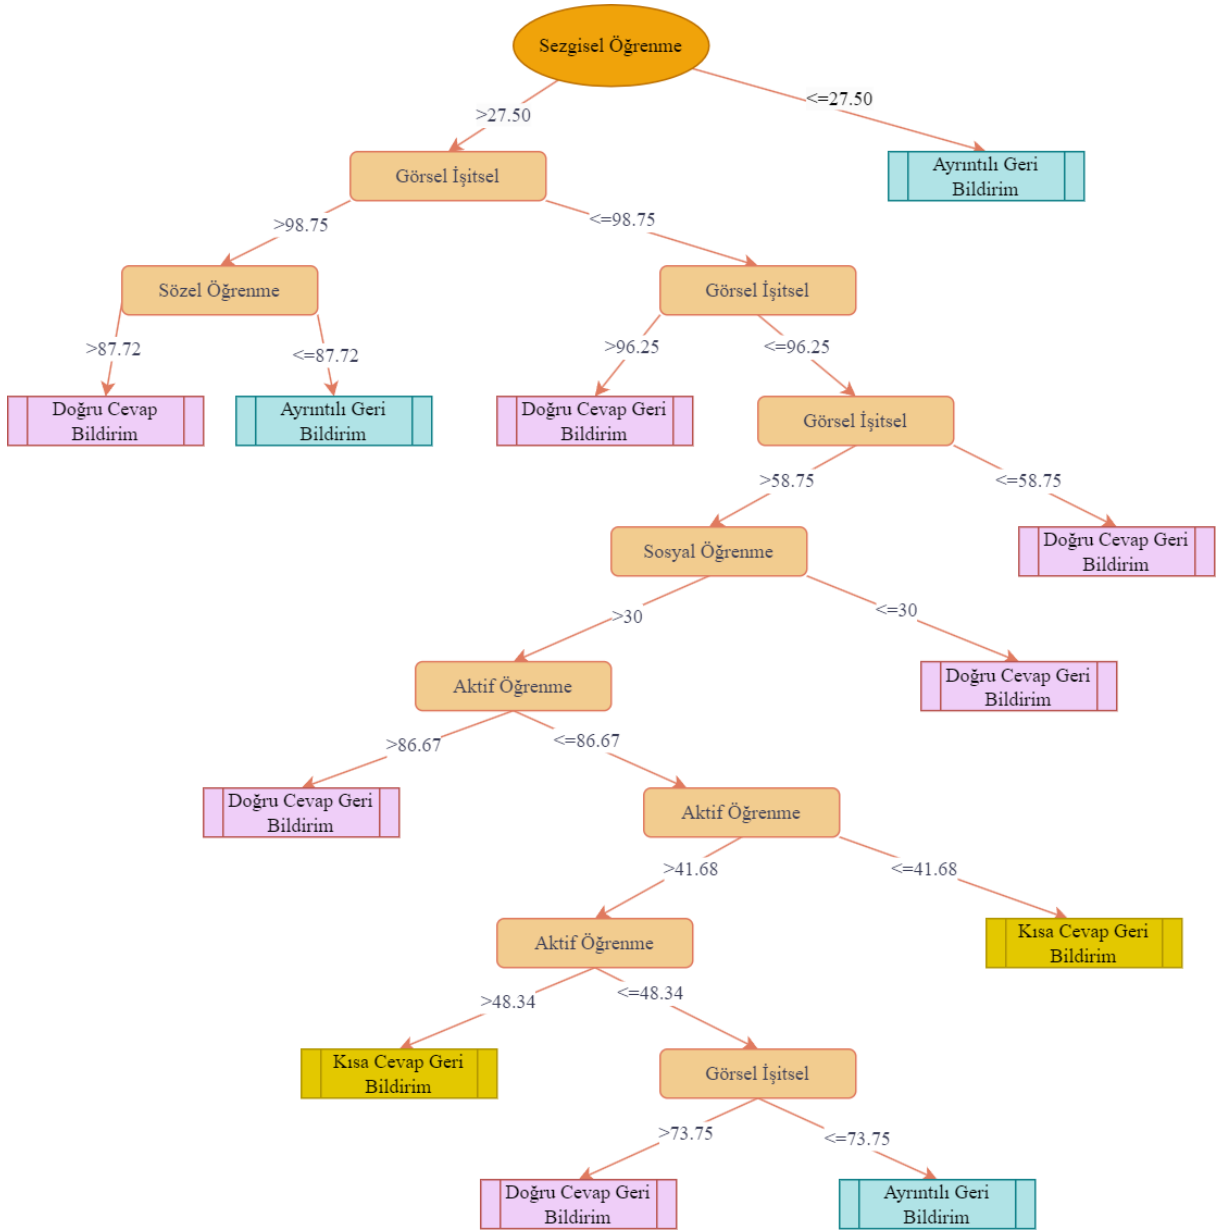 Sezgisel Öğrenme
>27.50
<=27.50
Görsel İşitsel
Ayrıntılı Geri
Bildirim
>98.75
<=98.75
Sözel Öğrenme
Görsel İşitsel
>87.72
<=87.72
>96.25
<=96.25
Doğru Cevap
Bildirim
Ayrıntılı Geri
Bildirim
Doğru Cevap Geri
Bildirim
Görsel İşitsel
>58.75
<=58.75
Sosyal Öğrenme
Doğru Cevap Geri
Bildirim
>30
<=30
Aktif Öğrenme
Doğru Cevap Geri
Bildirim
>86.67
<=86.67
Doğru Cevap Geri
Bildirim
Aktif Öğrenme
>41.68
<=41.68
Aktif Öğrenme
Kısa Cevap Geri
Bildirim
>48.34
<=48.34
Kısa Cevap Geri
Bildirim
Görsel İşitsel
>73.75
<=73.75
Doğru Cevap Geri
Bildirim
Ayrıntılı Geri
Bildirim